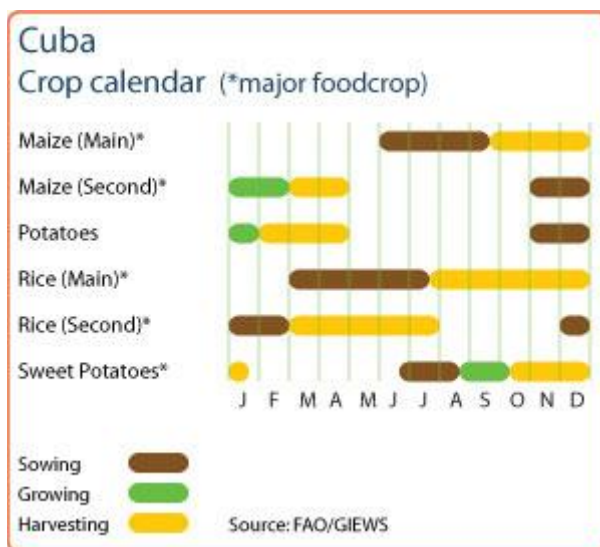 Cuba
Crop calendar (*major foodcrop)
Maize (Main)*
Maize (Second)*
Potatoes
Rice (Main)*
Rice (Second)*
Sweet Potatoes*
J F M A M J J A S O N D
Sowing
Growing
Harvesting
Source: FAO/GIEWS